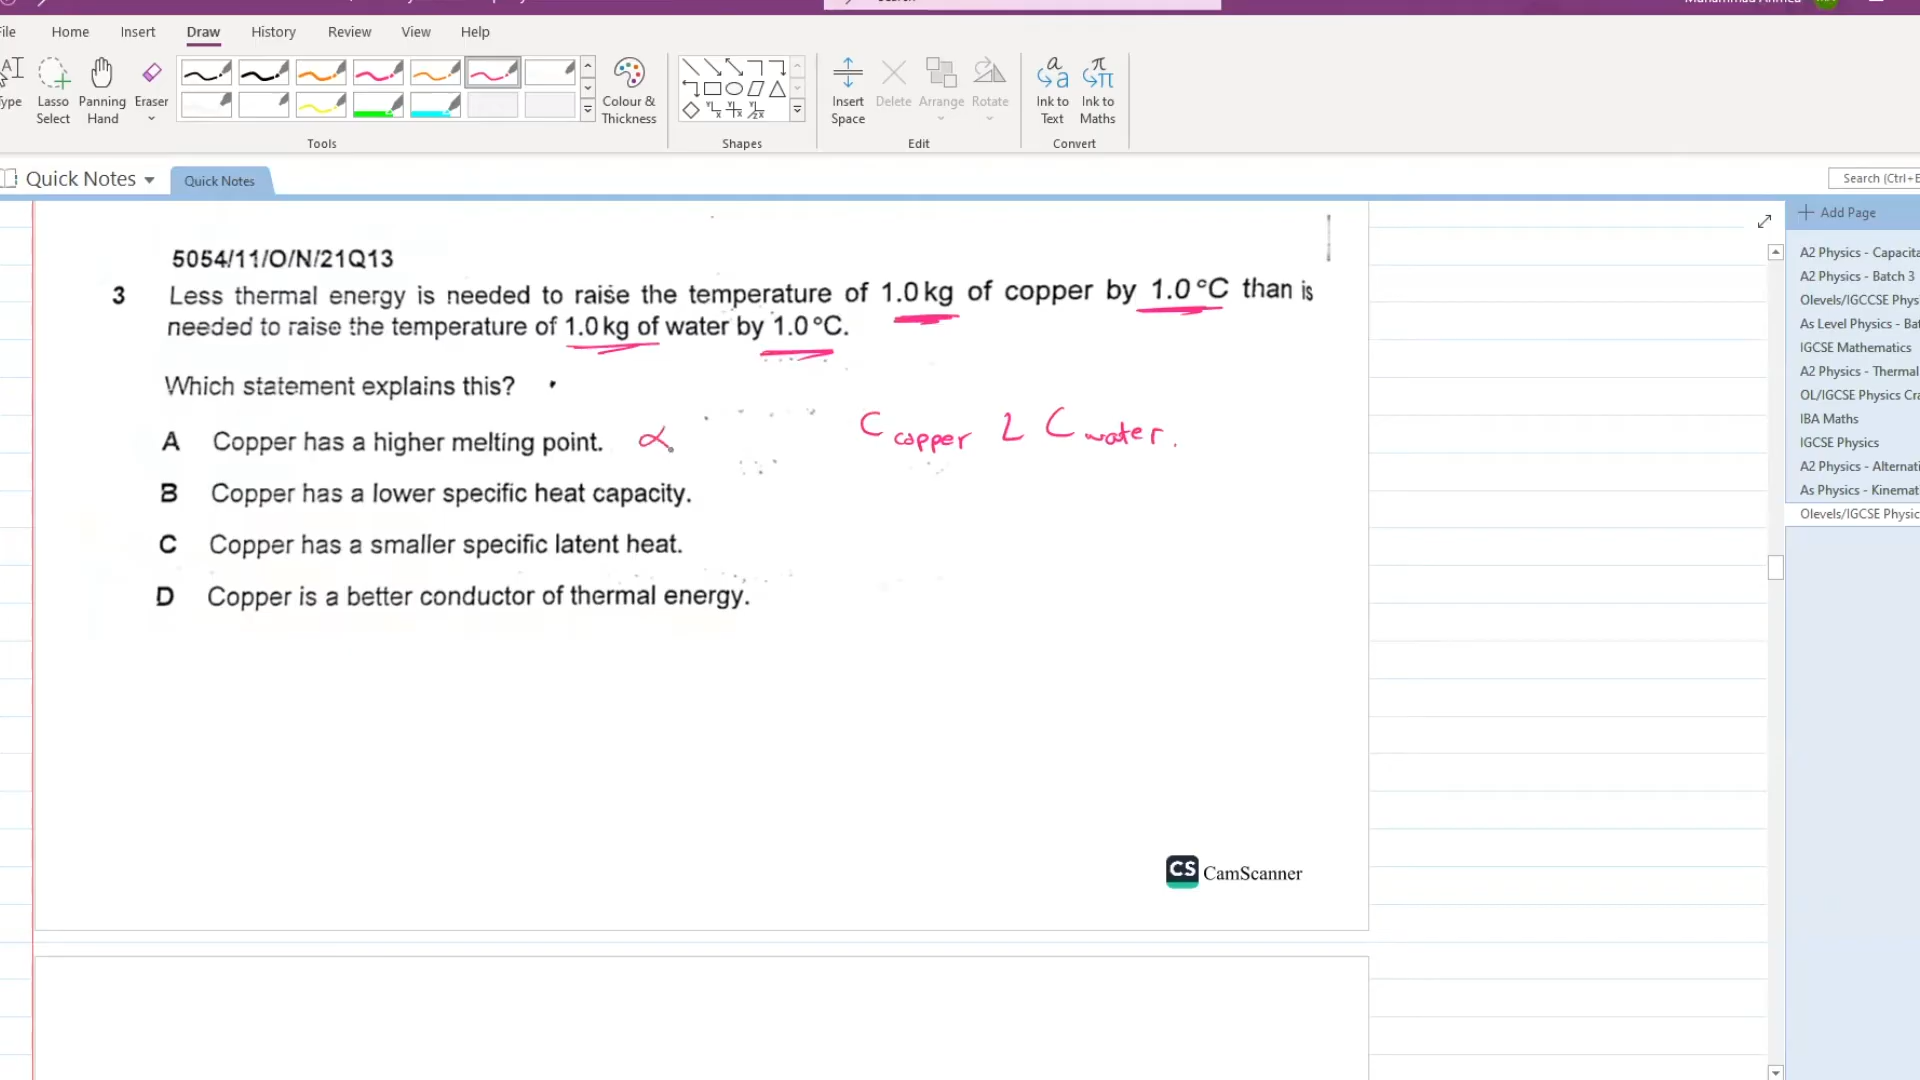 File
Home
Insert
Draw
History
Review
View
Help
Type
Lasso Select
Panning Hand
Eraser
Colour & Thickness
Insert Space
Delete
Arrange
Rotate
Ink to Text
Ink to Maths
Tools
Shapes
Edit
Convert
Quick Notes
Quick Notes
Search (Ctrl+E
Add Page
A2 Physics - Capacita
A2 Physics - Batch 3
Olevels/IGCCSE Phys
As Level Physics - Bat
IGCSE Mathematics
A2 Physics - Thermal
OL/IGCSE Physics Cra
IBA Maths
IGCSE Physics
A2 Physics - Alternati
As Physics - Kinemat
Olevels/IGCSE Physic
5054/11/O/N/21Q13
3 Less thermal energy is needed to raise the temperature of 1.0 kg of copper by 1.0 °C than is
needed to raise the temperature of 1.0 kg of water by 1.0 °C.
Which statement explains this?
C copper < C water.
A Copper has a higher melting point.
B Copper has a lower specific heat capacity.
C Copper has a smaller specific latent heat.
D Copper is a better conductor of thermal energy.
CS CamScanner